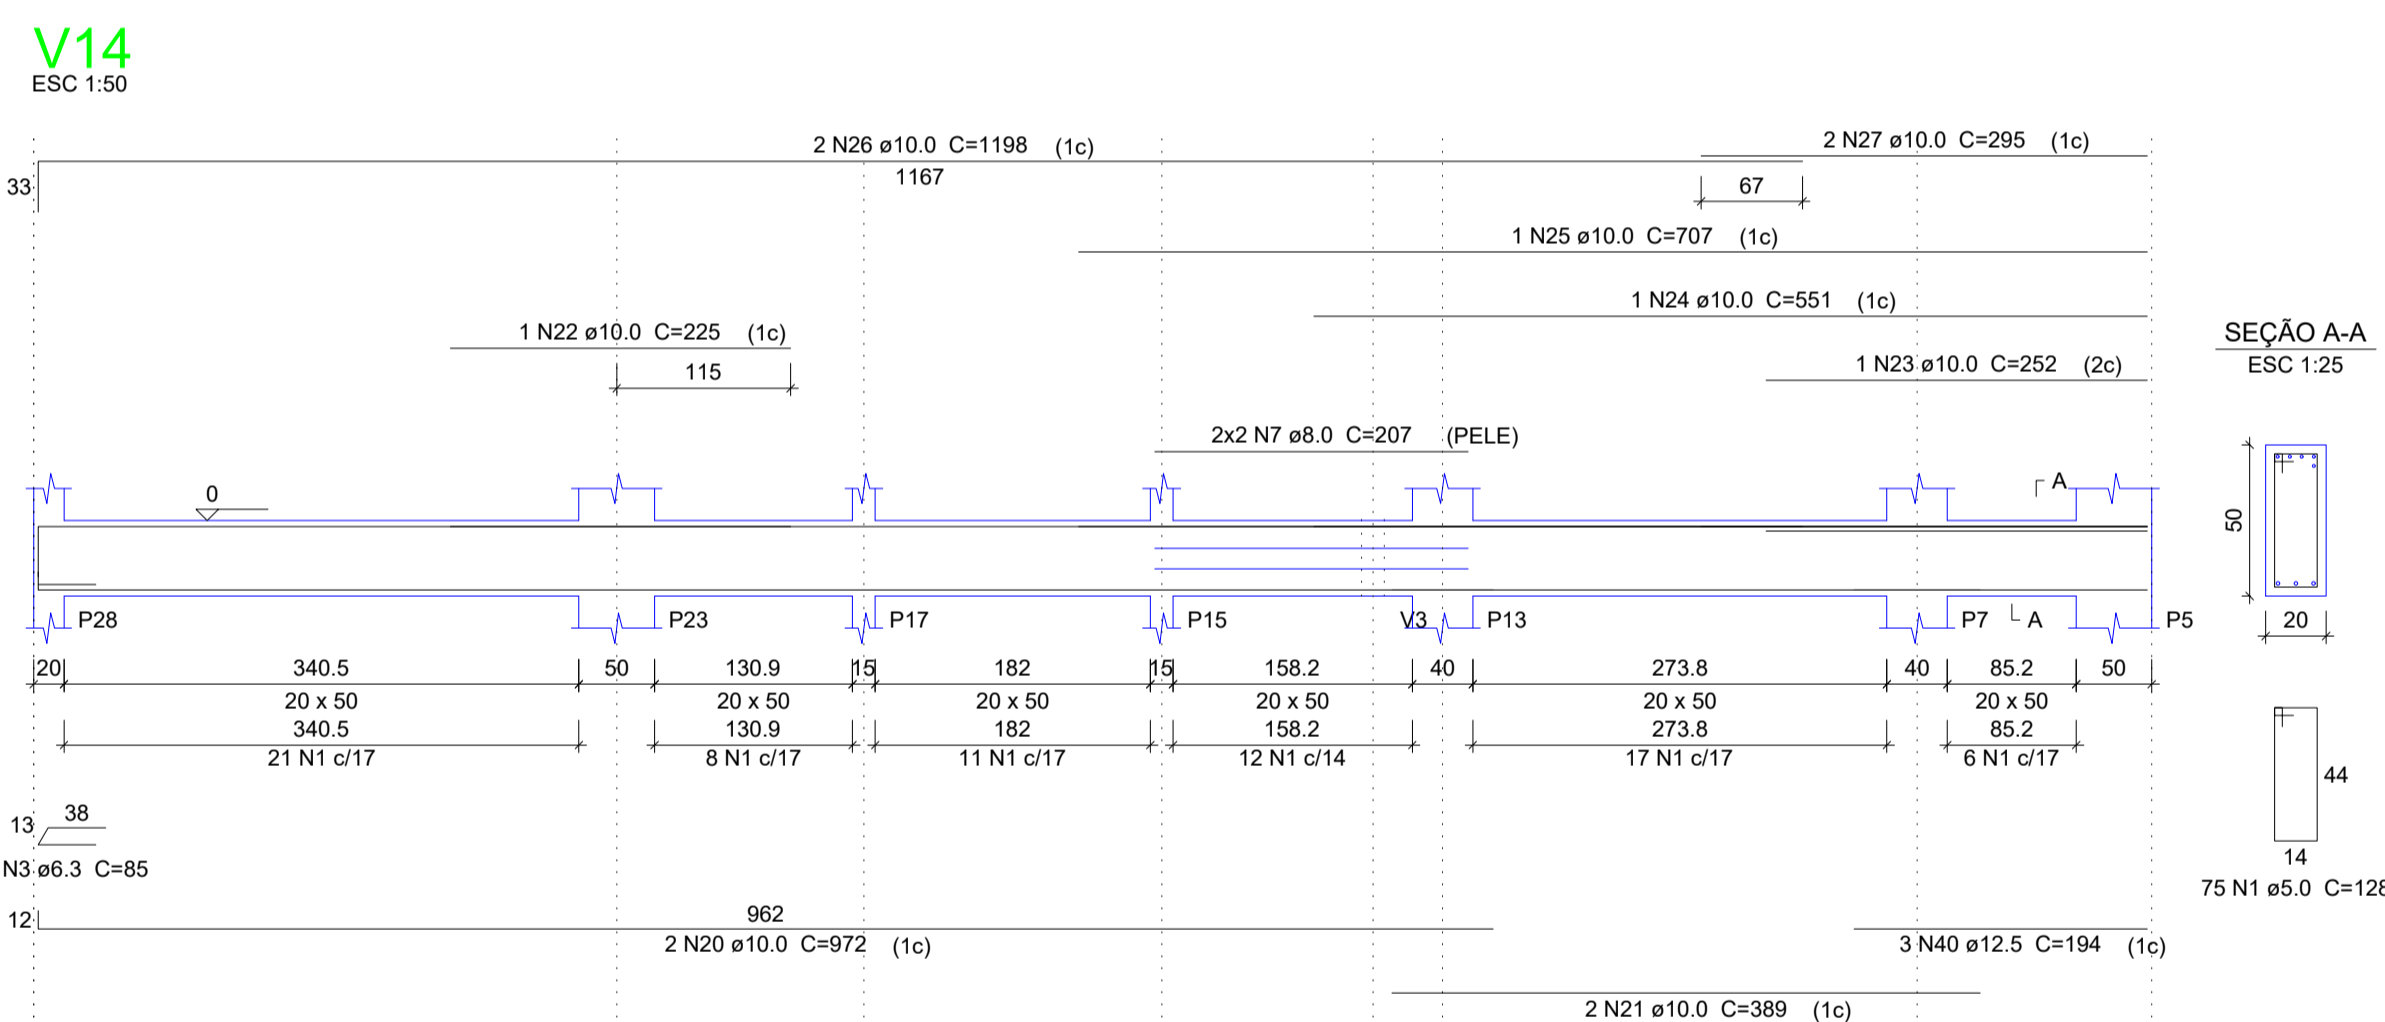 V14
ESC 1:50
2 N26 ø10.0 C=1198 (1c)
2 N27 ø10.0 C=295 (1c)
33
1167
67
1 N25 ø10.0 C=707 (1c)
1 N24 ø10.0 C=551 (1c)
1 N22 ø10.0 C=225 (1c)
115
1 N23 ø10.0 C=252 (2c)
SEÇÃO A-A
ESC 1:25
2x2 N7 ø8.0 C=207 (PELE)
0
A
50
P28 P23 P17 P15 V3 P13 P7 A P5
20
20 340.5 50 130.9 15 182 15 158.2 40 273.8 40 85.2 50
20 x 50 20 x 50 20 x 50 20 x 50 20 x 50 20 x 50
340.5 130.9 182 158.2 273.8 85.2
21 N1 c/17 8 N1 c/17 11 N1 c/17 12 N1 c/14 17 N1 c/17 6 N1 c/17
44
14
75 N1 ø5.0 C=128
13 38
N3 ø6.3 C=85
12
962
2 N20 ø10.0 C=972 (1c)
3 N40 ø12.5 C=194 (1c)
2 N21 ø10.0 C=389 (1c)